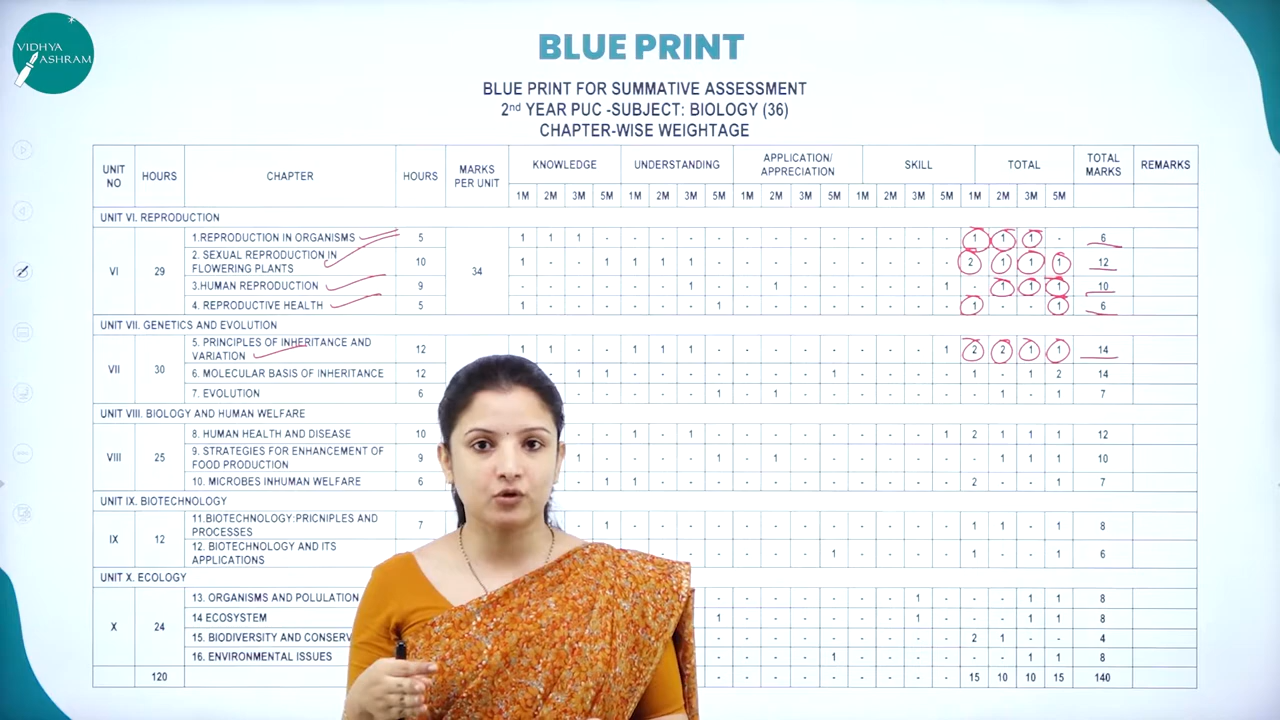 VIDHYA
ASHRAM
BLUE PRINT
BLUE PRINT FOR SUMMATIVE ASSESSMENT
2nd YEAR PUC -SUBJECT: BIOLOGY (36)
CHAPTER-WISE WEIGHTAGE
UNIT NO HOURS CHAPTER HOURS MARKS PER UNIT KNOWLEDGE UNDERSTANDING APPLICATION/ APPRECIATION SKILL TOTAL TOTAL MARKS REMARKS
1M 2M 3M 5M 1M 2M 3M 5M 1M 2M 3M 5M 1M 2M 3M 5M 1M 2M 3M 5M
UNIT VI. REPRODUCTION
VI 29 34
1.REPRODUCTION IN ORGANISMS 5 1 1 1 - - - - - - - - - - - - - 1 1 1 - 6
2. SEXUAL REPRODUCTION IN
FLOWERING PLANTS 10 1 - - 1 1 1 1 - - - - - - - - - 2 1 1 1 12
3.HUMAN REPRODUCTION 9 - - - - - - 1 - - 1 - - - - - 1 - 1 1 1 10
4. REPRODUCTIVE HEALTH 5 1 - - - - - - 1 - - - - - - - - 1 - - 1 6
UNIT VII. GENETICS AND EVOLUTION
VII 30
5. PRINCIPLES OF INHERITANCE AND
VARIATION 12 1 1 - - 1 1 1 - - - - - - - - 1 2 2 1 1 14
6. MOLECULAR BASIS OF INHERITANCE 12 - 1 1 - - - - - - - 1 - - - - 1 - 1 2 14
7. EVOLUTION 6 - - - - - - 1 - 1 - - - - - - - 1 - 1 7
UNIT VIII. BIOLOGY AND HUMAN WELFARE
VIII 25
8. HUMAN HEALTH AND DISEASE 10 - - 1 - 1 - - - - - - - - 1 2 1 1 1 12
9. STRATEGIES FOR ENHANCEMENT OF
FOOD PRODUCTION 9 1 - - - - 1 - 1 - - - - - - - 1 1 1 10
10. MICROBES INHUMAN WELFARE 6 - 1 1 - - - - - - - - - - - 2 - - 1 7
UNIT IX. BIOTECHNOLOGY
IX 12
11.BIOTECHNOLOGY:PRICNIPLES AND
PROCESSES 7 - 1 - - - - - - - - - - - - 1 1 - 1 8
12. BIOTECHNOLOGY AND ITS
APPLICATIONS - - - - - - 1 - - - - 1 - - 1 6
UNIT X. ECOLOGY
X 24
13. ORGANISMS AND POLULATION - - - - - - - 1 - - - 1 1 8
14 ECOSYSTEM 1 - - - - - - 1 - - - 1 1 8
15. BIODIVERSITY AND CONSERV - - - - - - - - - 2 1 - - 4
16. ENVIRONMENTAL ISSUES - - - - 1 - - - - - - 1 1 8
120 - - - - - - - - - 15 10 10 15 140